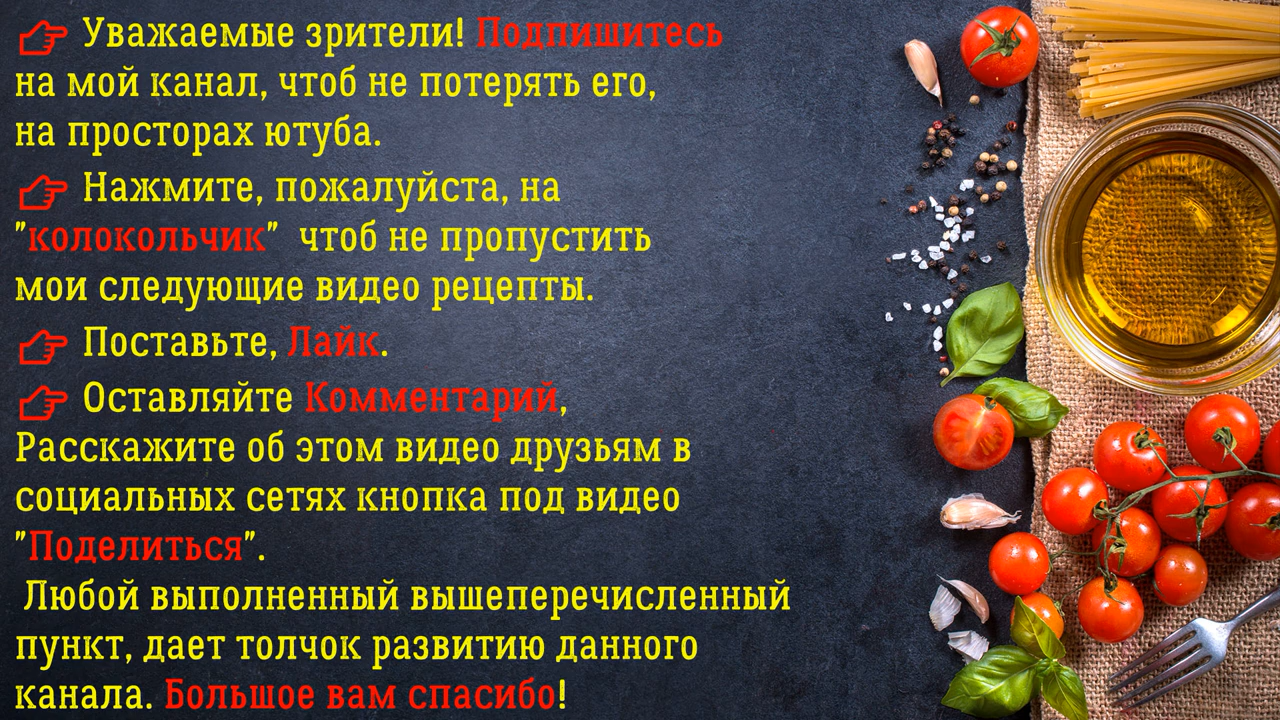 👉 Уважаемые зрители! Подпишитесь
на мой канал, чтоб не потерять его,
на просторах ютуба.
👉 Нажмите, пожалуйста, на
"колокольчик" чтоб не пропустить
мои следующие видео рецепты.
👉 Поставьте, Лайк.
👉 Оставляйте Комментарий,
Расскажите об этом видео друзьям в
социальных сетях кнопка под видео
"Поделиться".
Любой выполненный вышеперечисленный
пункт, дает толчок развитию данного
канала. Большое вам спасибо!